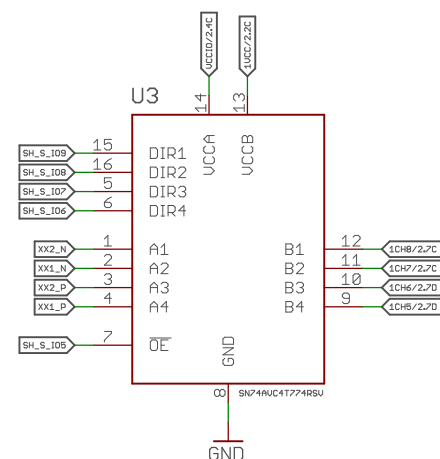 VCCIO/2.4C
1VCC/2.2C
U3
14
13
VCCA
VCCB
SH_S_IO9 15 DIR1
SH_S_IO8 16 DIR2
SH_S_IO7 5 DIR3
SH_S_IO6 6 DIR4
XX2_N 1 A1 B1 12 1CH8/2.7C
XX1_N 2 A2 B2 11 1CH7/2.7C
XX2_P 3 A3 B3 10 1CH6/2.7D
XX1_P 4 A4 B4 9 1CH5/2.7D
SH_S_IO5 7 OE
GND
8
SN74AVC4T774RSV
GND